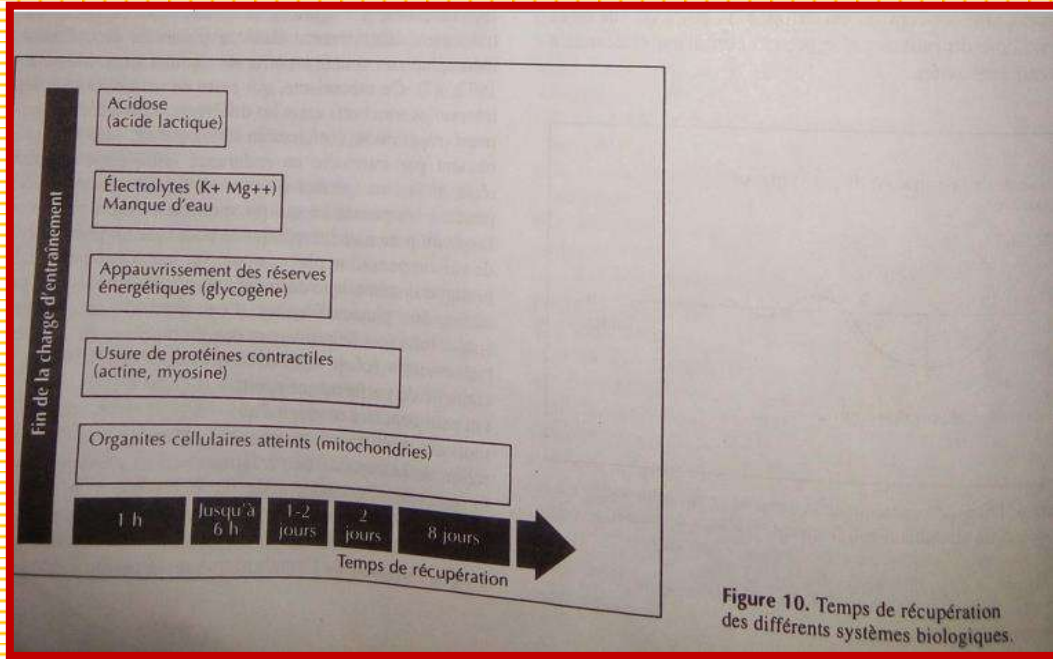 Fin de la charge d'entraînement
Acidose
(acide lactique)
Électrolytes (K+ Mg++)
Manque d'eau
Appauvrissement des réserves
énergétiques (glycogène)
Usure de protéines contractiles
(actine, myosine)
Organites cellulaires atteints (mitochondries)
1 h
Jusqu'à
6 h
1-2
jours
2
jours
8 jours
Temps de récupération
Figure 10. Temps de récupération
des différents systèmes biologiques.